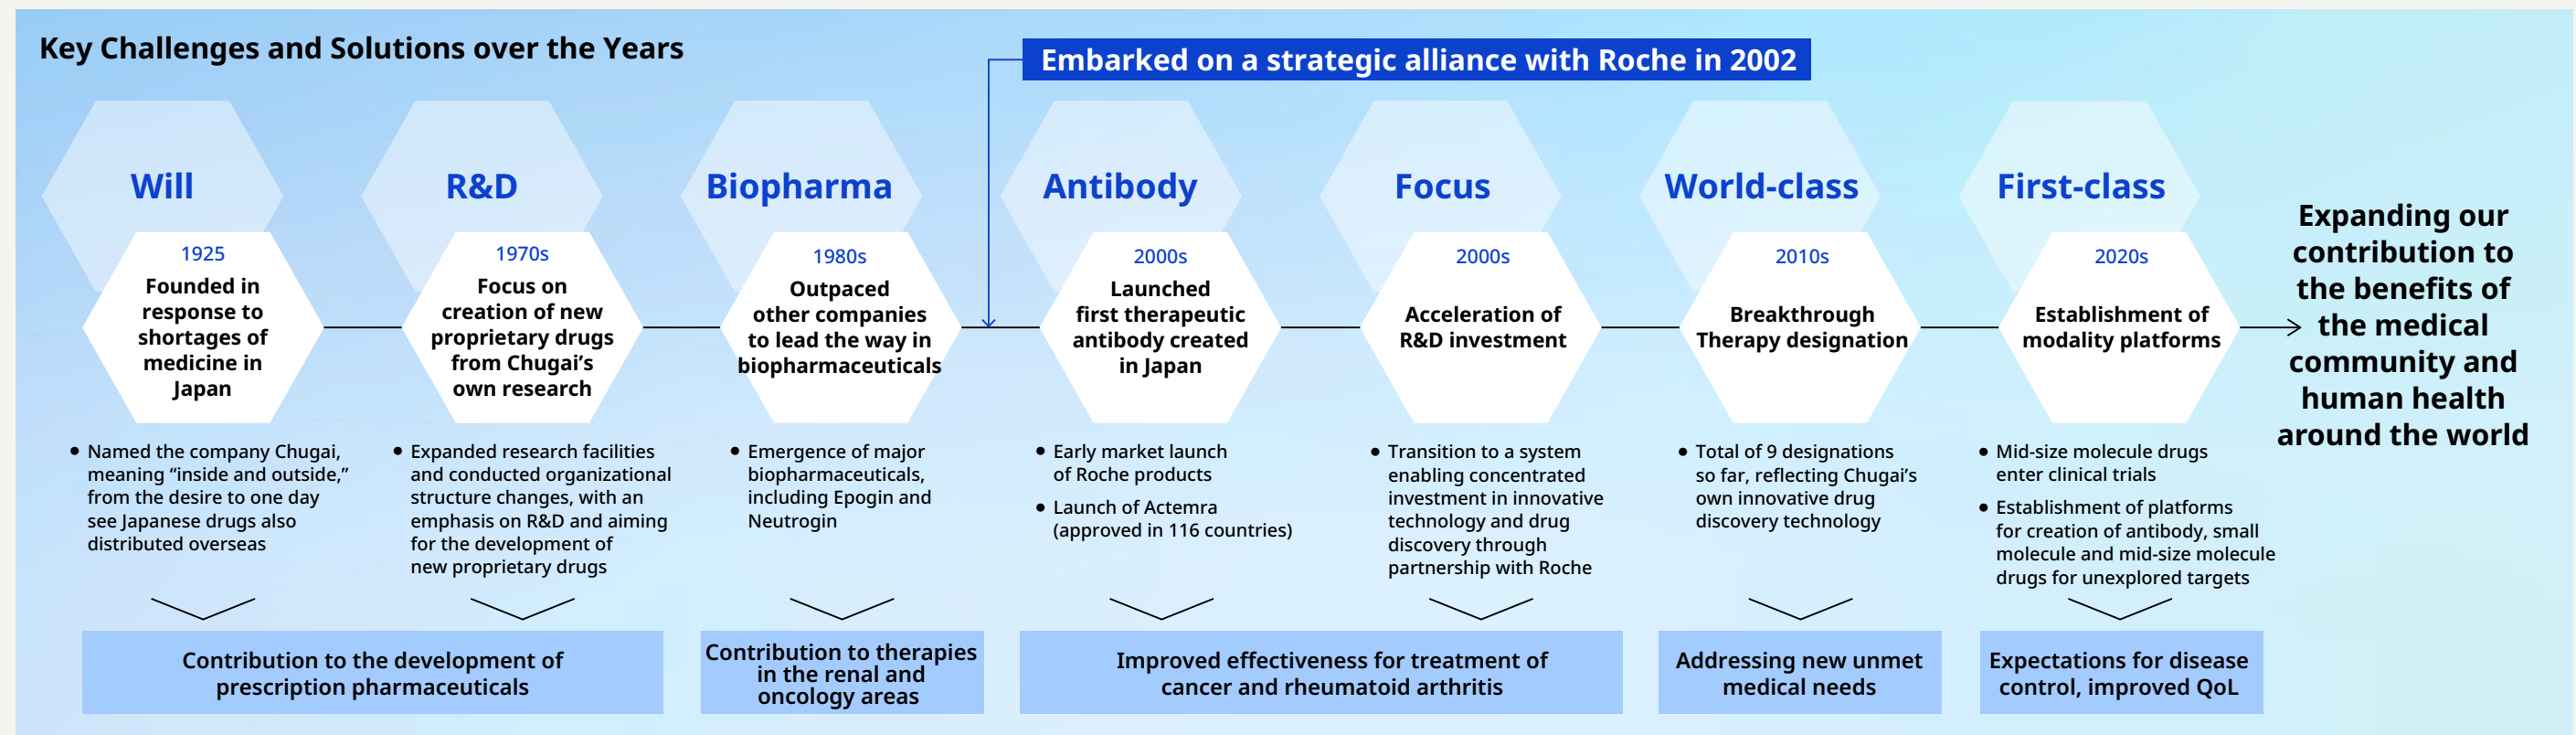 Key Challenges and Solutions over the Years
Embarked on a strategic alliance with Roche in 2002
Will
1925
Founded in
response to
shortages of
medicine in
Japan
• Named the company Chugai,
meaning “inside and outside,”
from the desire to one day
see Japanese drugs also
distributed overseas
R&D
1970s
Focus on
creation of new
proprietary drugs
from Chugai’s
own research
• Expanded research facilities
and conducted organizational
structure changes, with an
emphasis on R&D and aiming
for the development of
new proprietary drugs
Contribution to the development of
prescription pharmaceuticals
Biopharma
1980s
Outpaced
other companies
to lead the way in
biopharmaceuticals
• Emergence of major
biopharmaceuticals,
including Epogin and
Neutrogin
Contribution to therapies
in the renal and
oncology areas
Antibody
2000s
Launched
first therapeutic
antibody created
in Japan
• Early market launch
of Roche products
• Launch of Actemra
(approved in 116 countries)
Focus
2000s
Acceleration of
R&D investment
• Transition to a system
enabling concentrated
investment in innovative
technology and drug
discovery through
partnership with Roche
Improved effectiveness for treatment of
cancer and rheumatoid arthritis
World-class
2010s
Breakthrough
Therapy designation
• Total of 9 designations
so far, reflecting Chugai’s
own innovative drug
discovery technology
Addressing new unmet
medical needs
First-class
2020s
Establishment of
modality platforms
• Mid-size molecule drugs
enter clinical trials
• Establishment of platforms
for creation of antibody, small
molecule and mid-size molecule
drugs for unexplored targets
Expectations for disease
control, improved QoL
Expanding our
contribution to
the benefits of
the medical
community and
human health
around the world